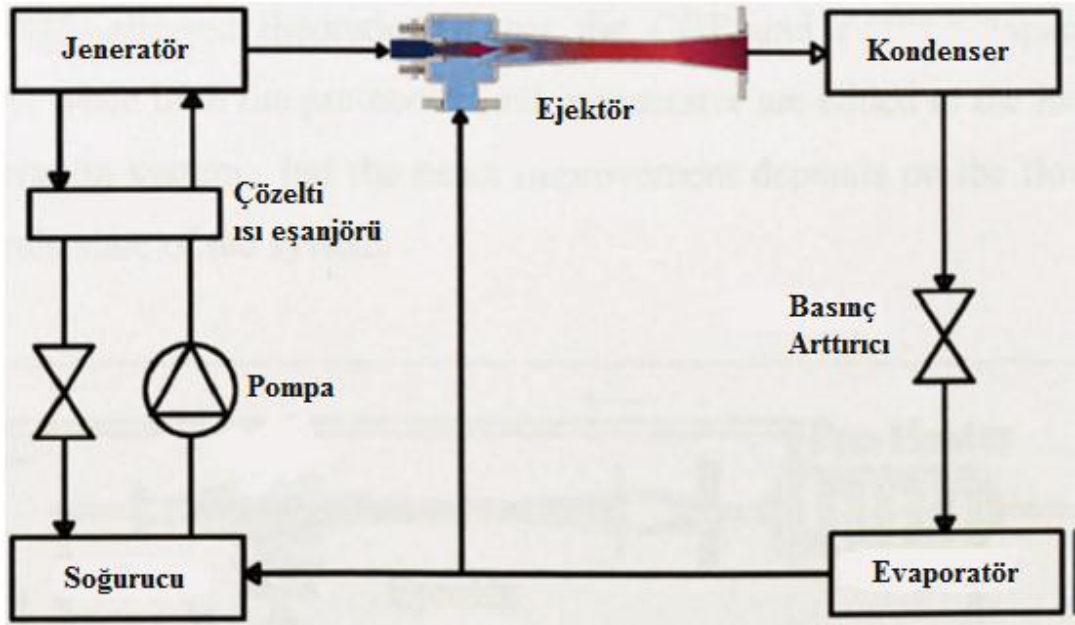 Jeneratör
Ejektör
Kondenser
Çözelti
ısı eşanjörü
Basınç
Arttırıcı
Pompa
Soğurucu
Evaporatör